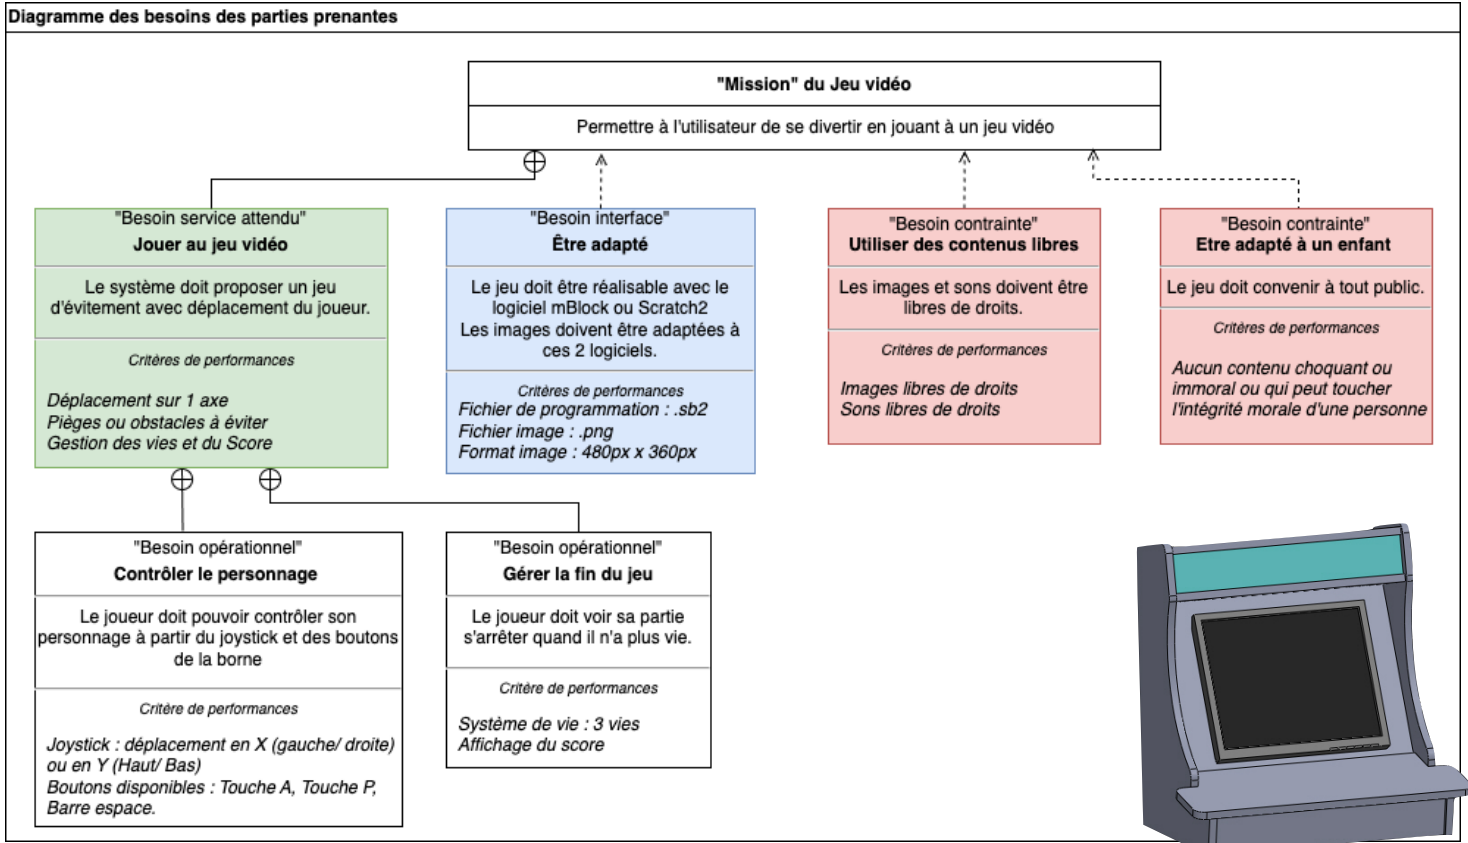 Diagramme des besoins des parties prenantes
"Mission" du Jeu vidéo
Permettre à l'utilisateur de se divertir en jouant à un jeu vidéo
"Besoin service attendu"
Jouer au jeu vidéo
Le système doit proposer un jeu
d'évitement avec déplacement du joueur.
Critères de performances
Déplacement sur 1 axe
Pièges ou obstacles à éviter
Gestion des vies et du Score
"Besoin interface"
Être adapté
Le jeu doit être réalisable avec le
logiciel mBlock ou Scratch2
Les images doivent être adaptées à
ces 2 logiciels.
Critères de performances
Fichier de programmation : .sb2
Fichier image : .png
Format image : 480px x 360px
"Besoin contrainte"
Utiliser des contenus libres
Les images et sons doivent être
libres de droits.
Critères de performances
Images libres de droits
Sons libres de droits
"Besoin contrainte"
Etre adapté à un enfant
Le jeu doit convenir à tout public.
Critères de performances
Aucun contenu choquant ou
immoral ou qui peut toucher
l'intégrité morale d'une personne
"Besoin opérationnel"
Contrôler le personnage
Le joueur doit pouvoir contrôler son
personnage à partir du joystick et des boutons
de la borne
Critère de performances
Joystick : déplacement en X (gauche/ droite)
ou en Y (Haut/ Bas)
Boutons disponibles : Touche A, Touche P,
Barre espace.
"Besoin opérationnel"
Gérer la fin du jeu
Le joueur doit voir sa partie
s'arrêter quand il n'a plus vie.
Critère de performances
Système de vie : 3 vies
Affichage du score